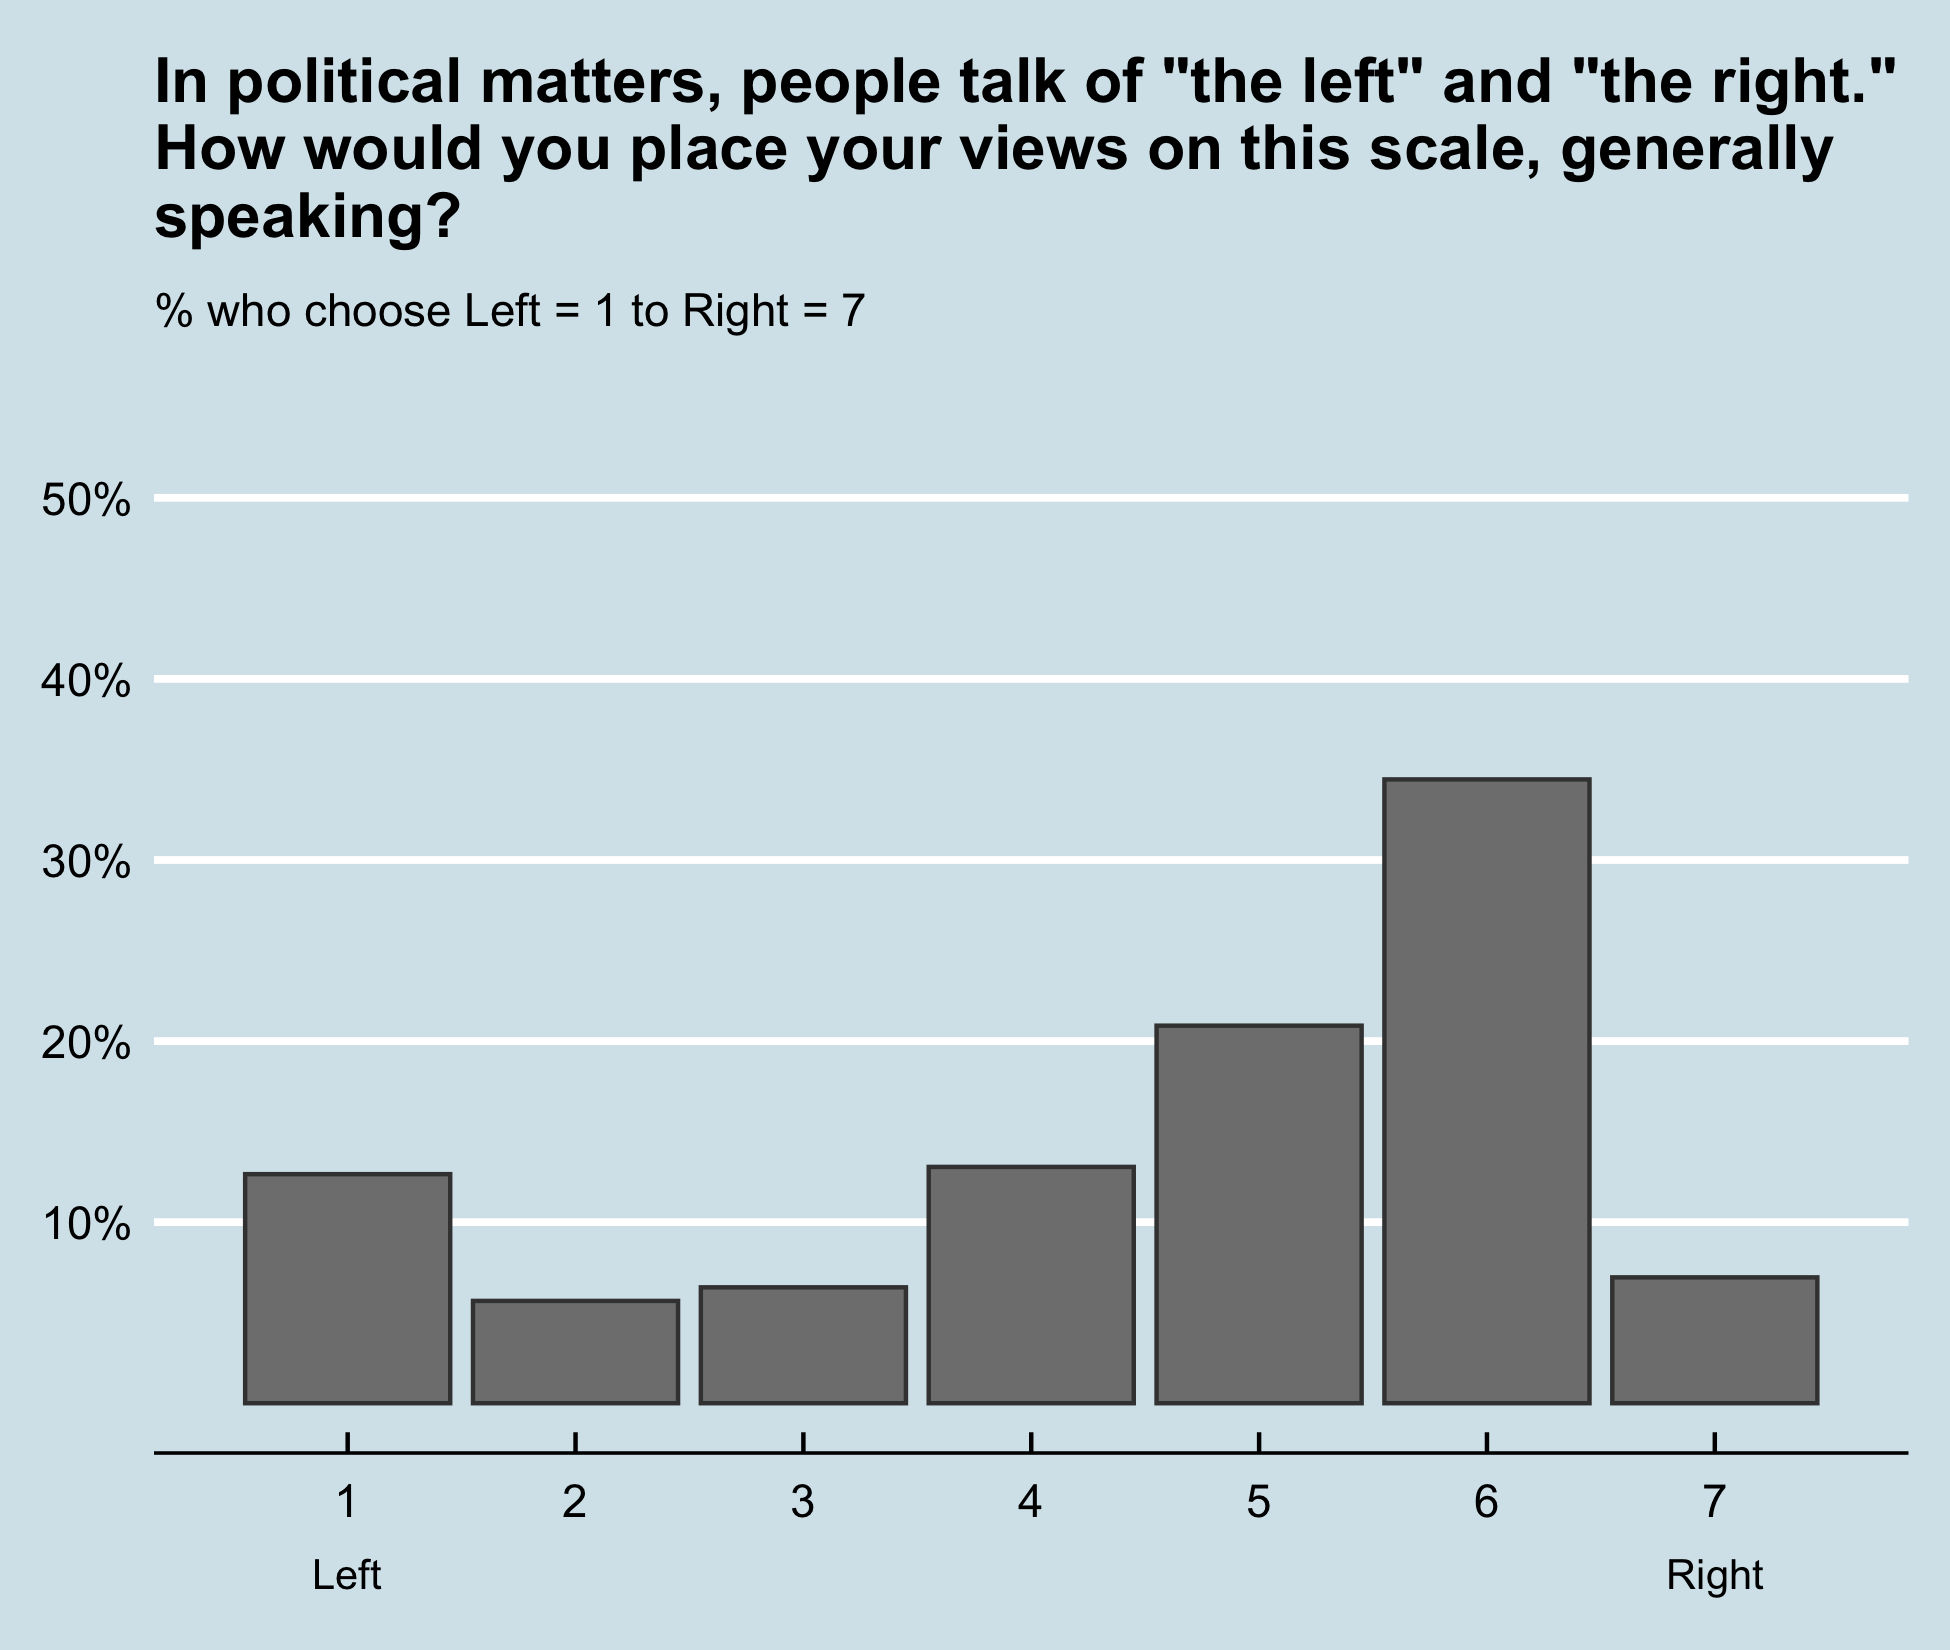 In political matters, people talk of "the left" and "the right."
How would you place your views on this scale, generally
speaking?
% who choose Left = 1 to Right = 7
50%
40%
30%
20%
10%
1 2 3 4 5 6 7
Left Right